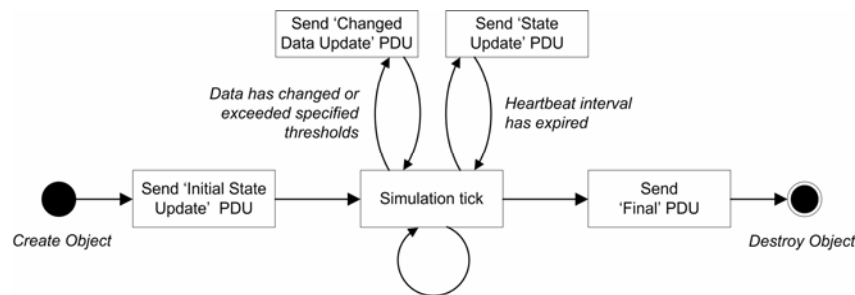 Send 'Changed
Data Update' PDU
Send 'State
Update' PDU
Data has changed or
exceeded specified
thresholds
Heartbeat interval
has expired
Send 'Initial State
Update' PDU
Simulation tick
Send
'Final' PDU
Create Object
Destroy Object